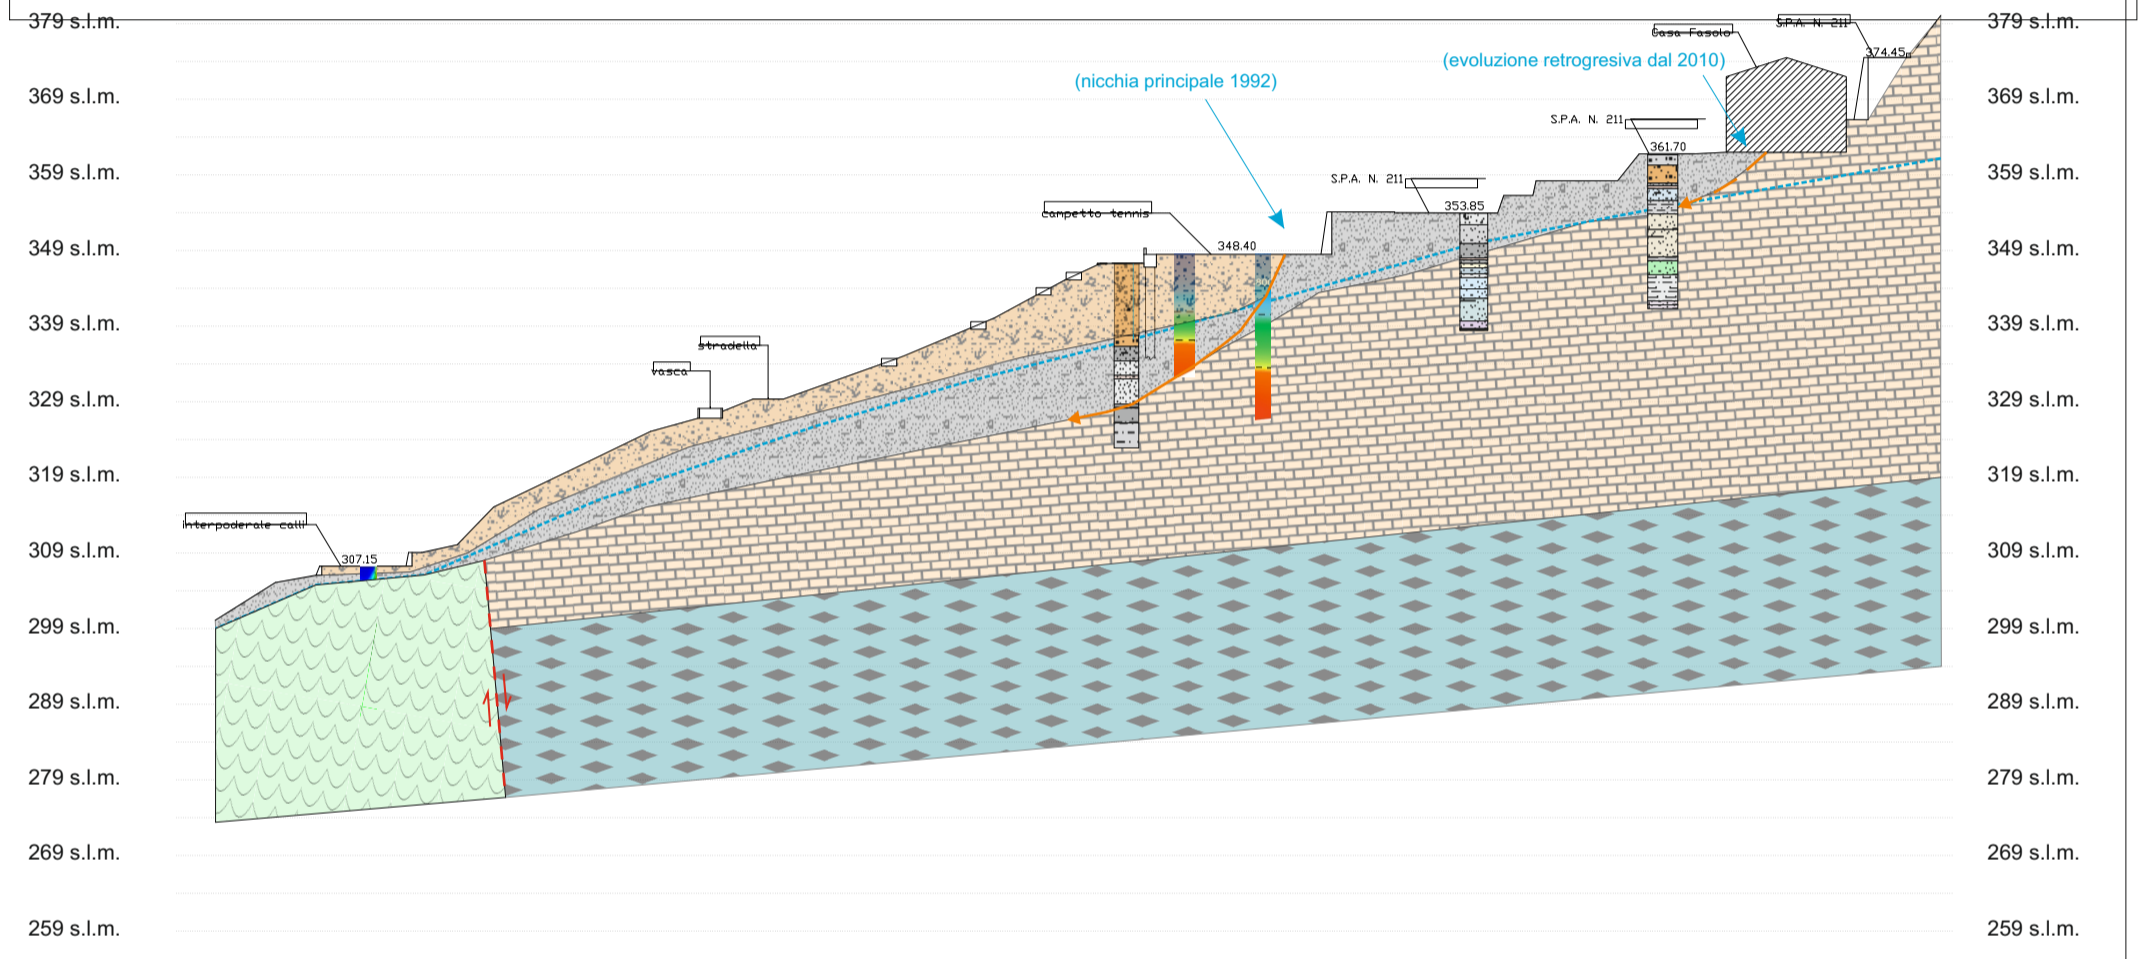 379 s.l.m.
S.P.A. N. 211
379 s.l.m.
Casa Fasolo
374.45
(evoluzione retrogresiva dal 2010)
(nicchia principale 1992)
369 s.l.m.
369 s.l.m.
S.P.A. N. 211
361.70
359 s.l.m.
S.P.A. N. 211
359 s.l.m.
353.85
campetto tennis
349 s.l.m.
348.40
349 s.l.m.
339 s.l.m.
339 s.l.m.
stradella
vasca
329 s.l.m.
329 s.l.m.
319 s.l.m.
319 s.l.m.
interpoderale calli
309 s.l.m.
307.15
309 s.l.m.
299 s.l.m.
299 s.l.m.
289 s.l.m.
289 s.l.m.
279 s.l.m.
279 s.l.m.
269 s.l.m.
269 s.l.m.
259 s.l.m.
259 s.l.m.